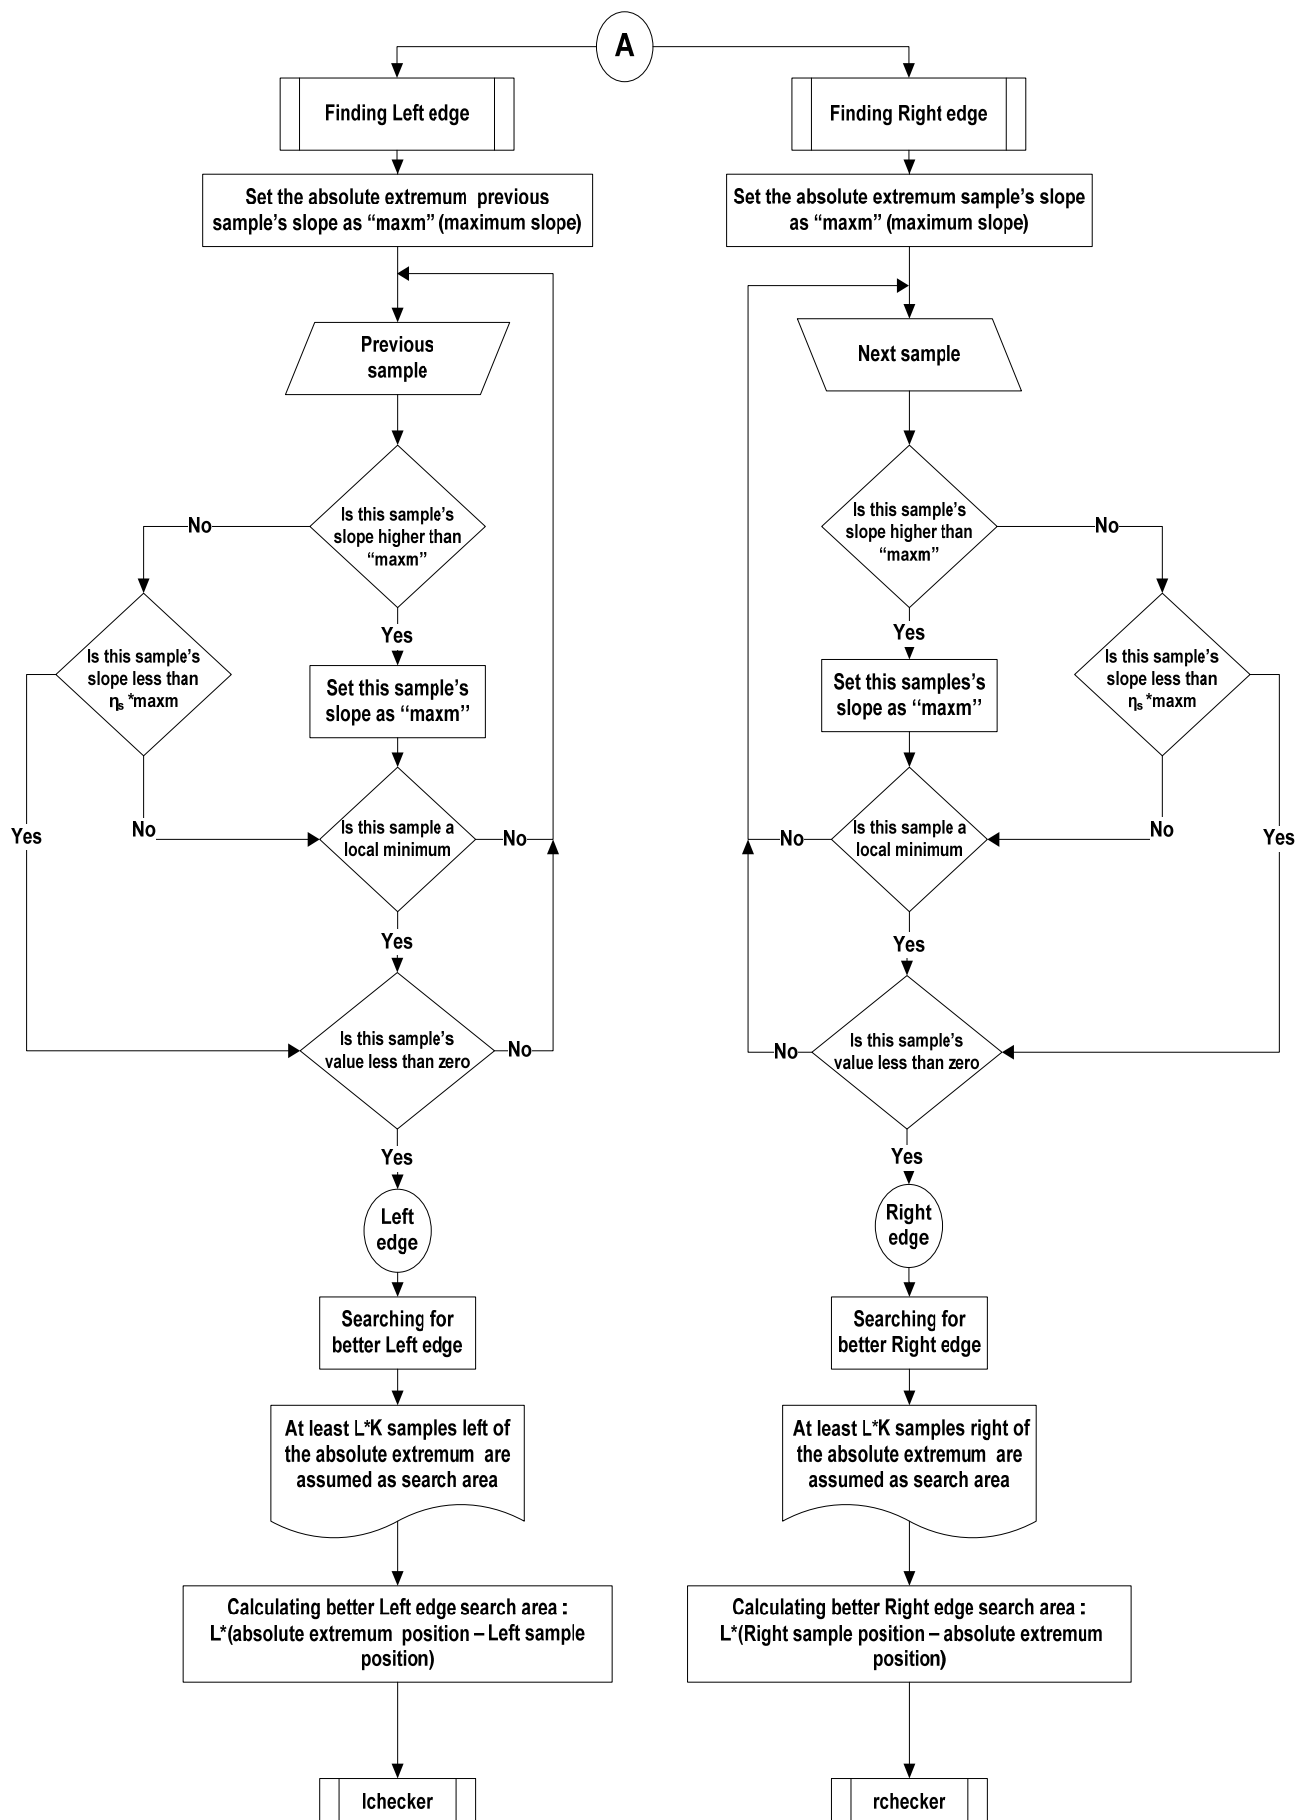 A
Finding Left edge
Set the absolute extremum previous
sample's slope as "maxm" (maximum slope)
Previous
sample
Is this sample's
slope higher than
"maxm"
No
Yes
Is this sample's
slope less than
ηs *maxm
Set this sample's
slope as "maxm"
Yes
No
Is this sample a
local minimum
No
Yes
Is this sample's
value less than zero
No
Yes
Left
edge
Searching for
better Left edge
At least L*K samples left of
the absolute extremum are
assumed as search area
Calculating better Left edge search area :
L*(absolute extremum position – Left sample
position)
lchecker
Finding Right edge
Set the absolute extremum sample's slope
as "maxm" (maximum slope)
Next sample
Is this sample's
slope higher than
"maxm"
No
Yes
Set this samples's
slope as "maxm"
Is this sample's
slope less than
ηs *maxm
No
Is this sample a
local minimum
No
Yes
Yes
Is this sample's
value less than zero
No
Yes
Right
edge
Searching for
better Right edge
At least L*K samples right of
the absolute extremum are
assumed as search area
Calculating better Right edge search area :
L*(Right sample position – absolute extremum
position)
rchecker